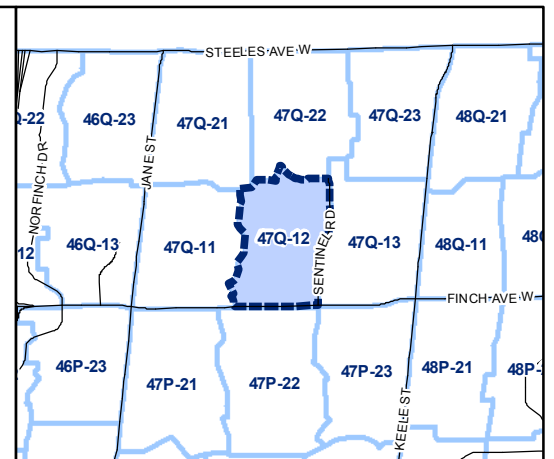 STEELES AVE W
Q-22
46Q-23
47Q-21
47Q-22
47Q-23
48Q-21
NORFINCH DR
JANE ST
12
46Q-13
47Q-11
47Q-12
SENTINEL RD
47Q-13
48Q-11
48Q
FINCH AVE W
46P-23
47P-21
47P-22
47P-23
48P-21
48P-
KEELE ST